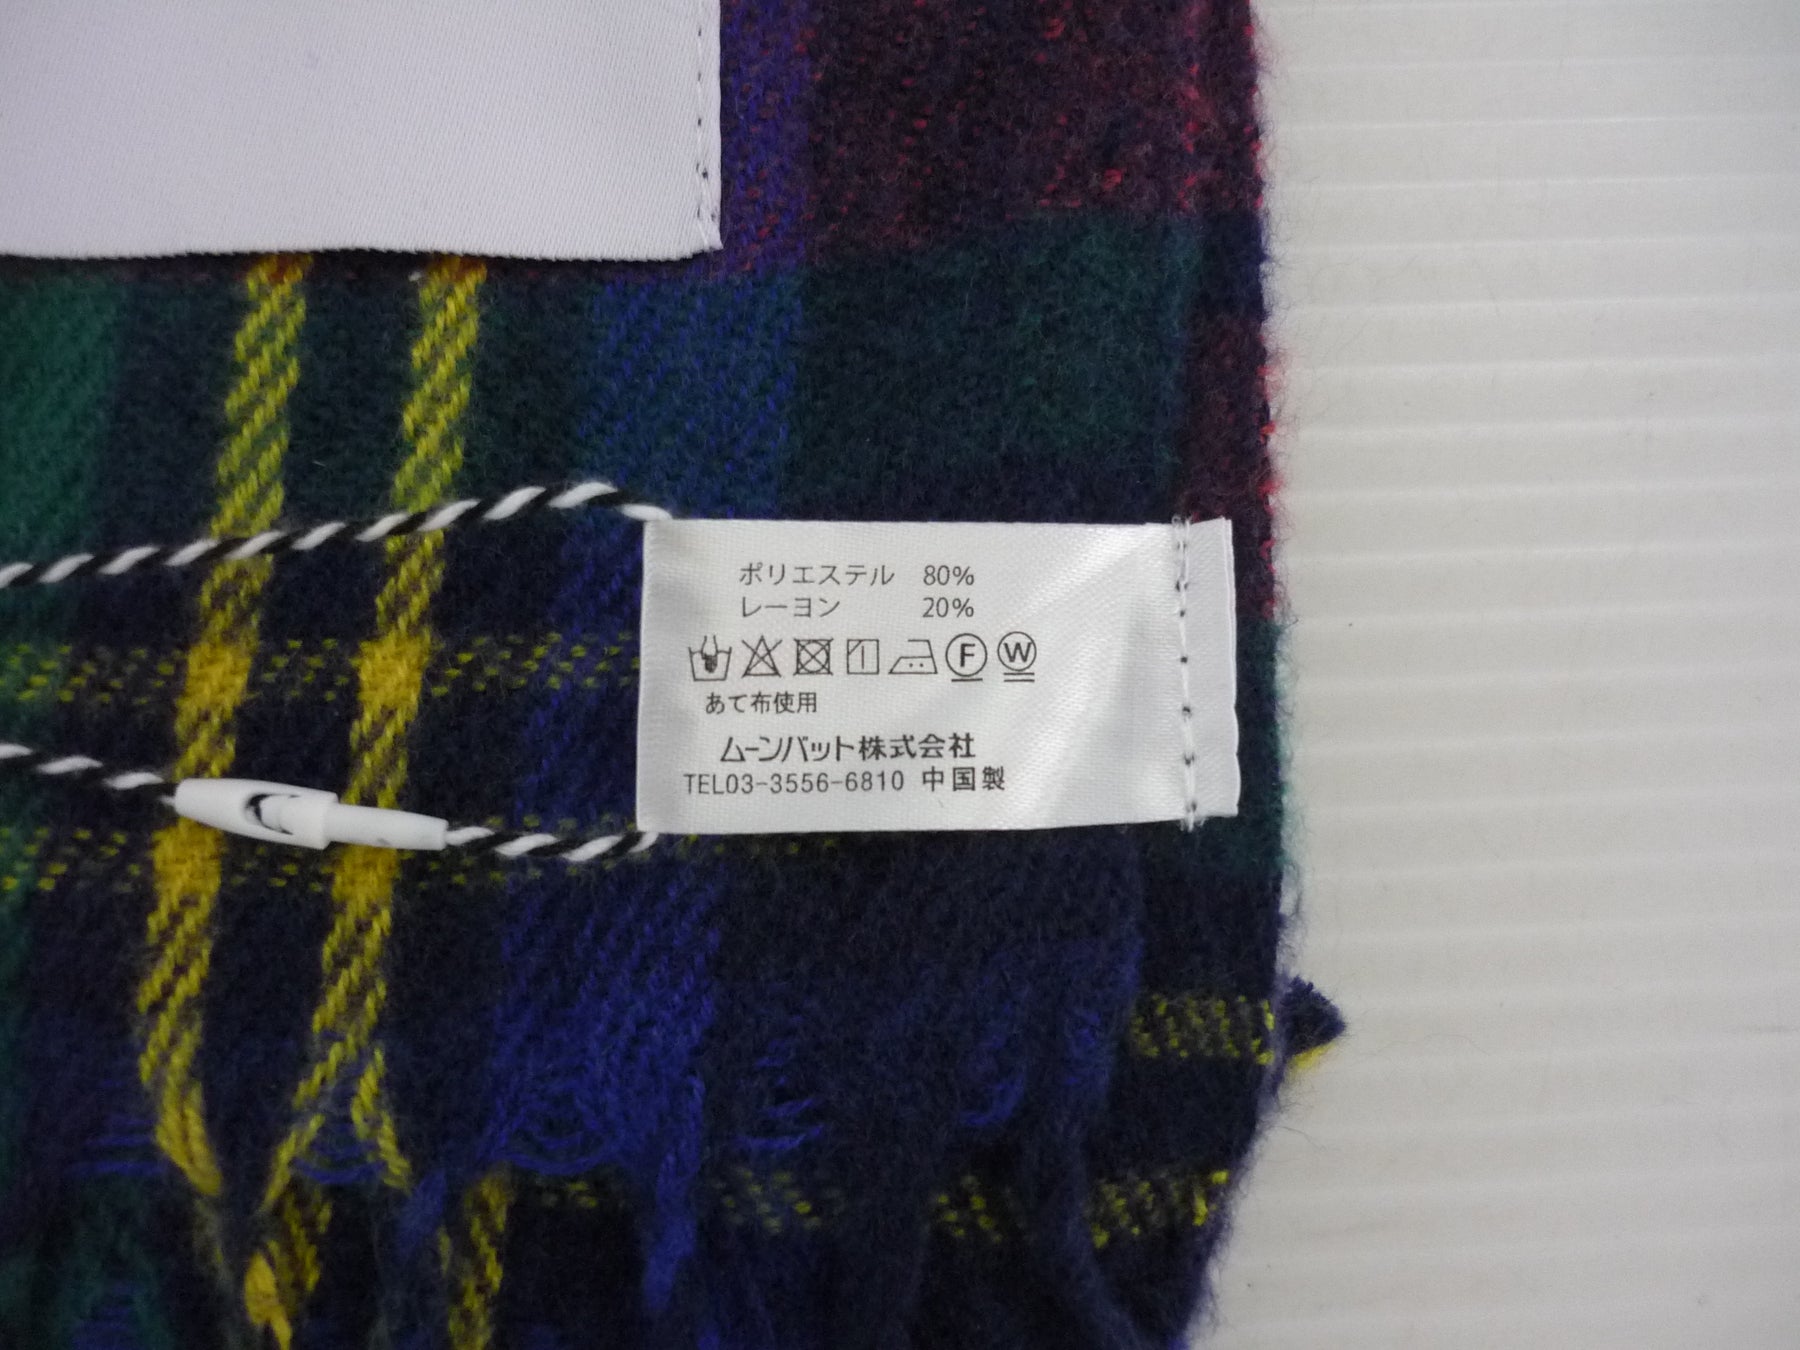 ポリエステル 80%
レーヨン 20%
F W
あて布使用
ムーンバット株式会社
TEL03-3556-6810 中国製